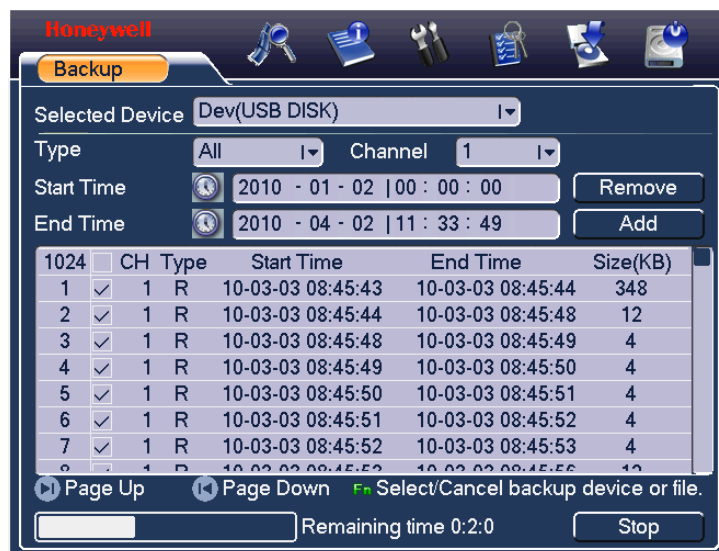 Honeywell
Backup
Selected Device Dev(USB DISK)
Type All Channel 1
Start Time 2010 - 01 - 02 | 00 : 00 : 00 Remove
End Time 2010 - 04 - 02 | 11 : 33 : 49 Add
1024 CH Type Start Time End Time Size(KB)
1 1 R 10-03-03 08:45:43 10-03-03 08:45:44 348
2 1 R 10-03-03 08:45:44 10-03-03 08:45:48 12
3 1 R 10-03-03 08:45:48 10-03-03 08:45:49 4
4 1 R 10-03-03 08:45:49 10-03-03 08:45:50 4
5 1 R 10-03-03 08:45:50 10-03-03 08:45:51 4
6 1 R 10-03-03 08:45:51 10-03-03 08:45:52 4
7 1 R 10-03-03 08:45:52 10-03-03 08:45:53 4
Page Up Page Down Fn Select/Cancel backup device or file.
Remaining time 0:2:0 Stop